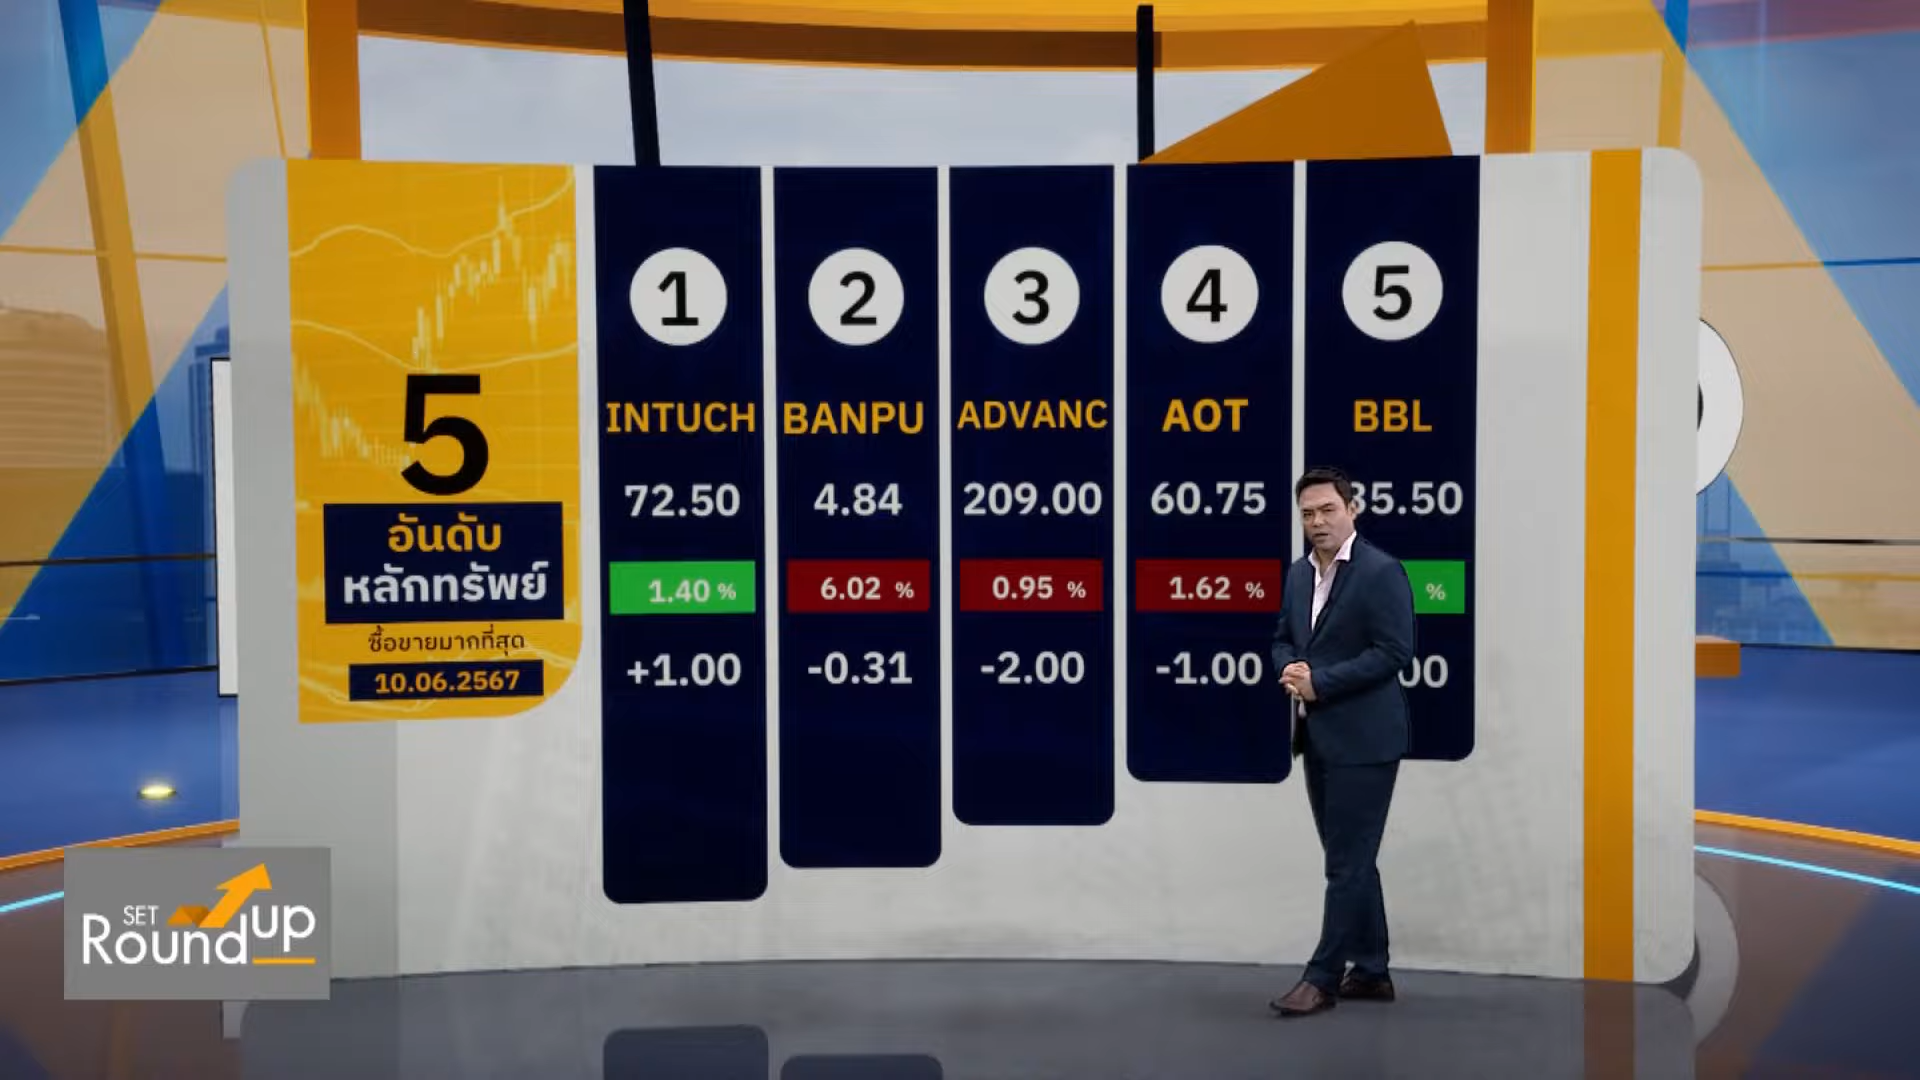 5
อันดับ
หลักทรัพย์
ซื้อขายมากที่สุด
10.06.2567
1
INTUCH
72.50
1.40 %
+1.00
2
BANPU
4.84
6.02 %
-0.31
3
ADVANC
209.00
0.95 %
-2.00
4
AOT
60.75
1.62 %
-1.00
5
BBL
35.50
%
00
SET
Roundup